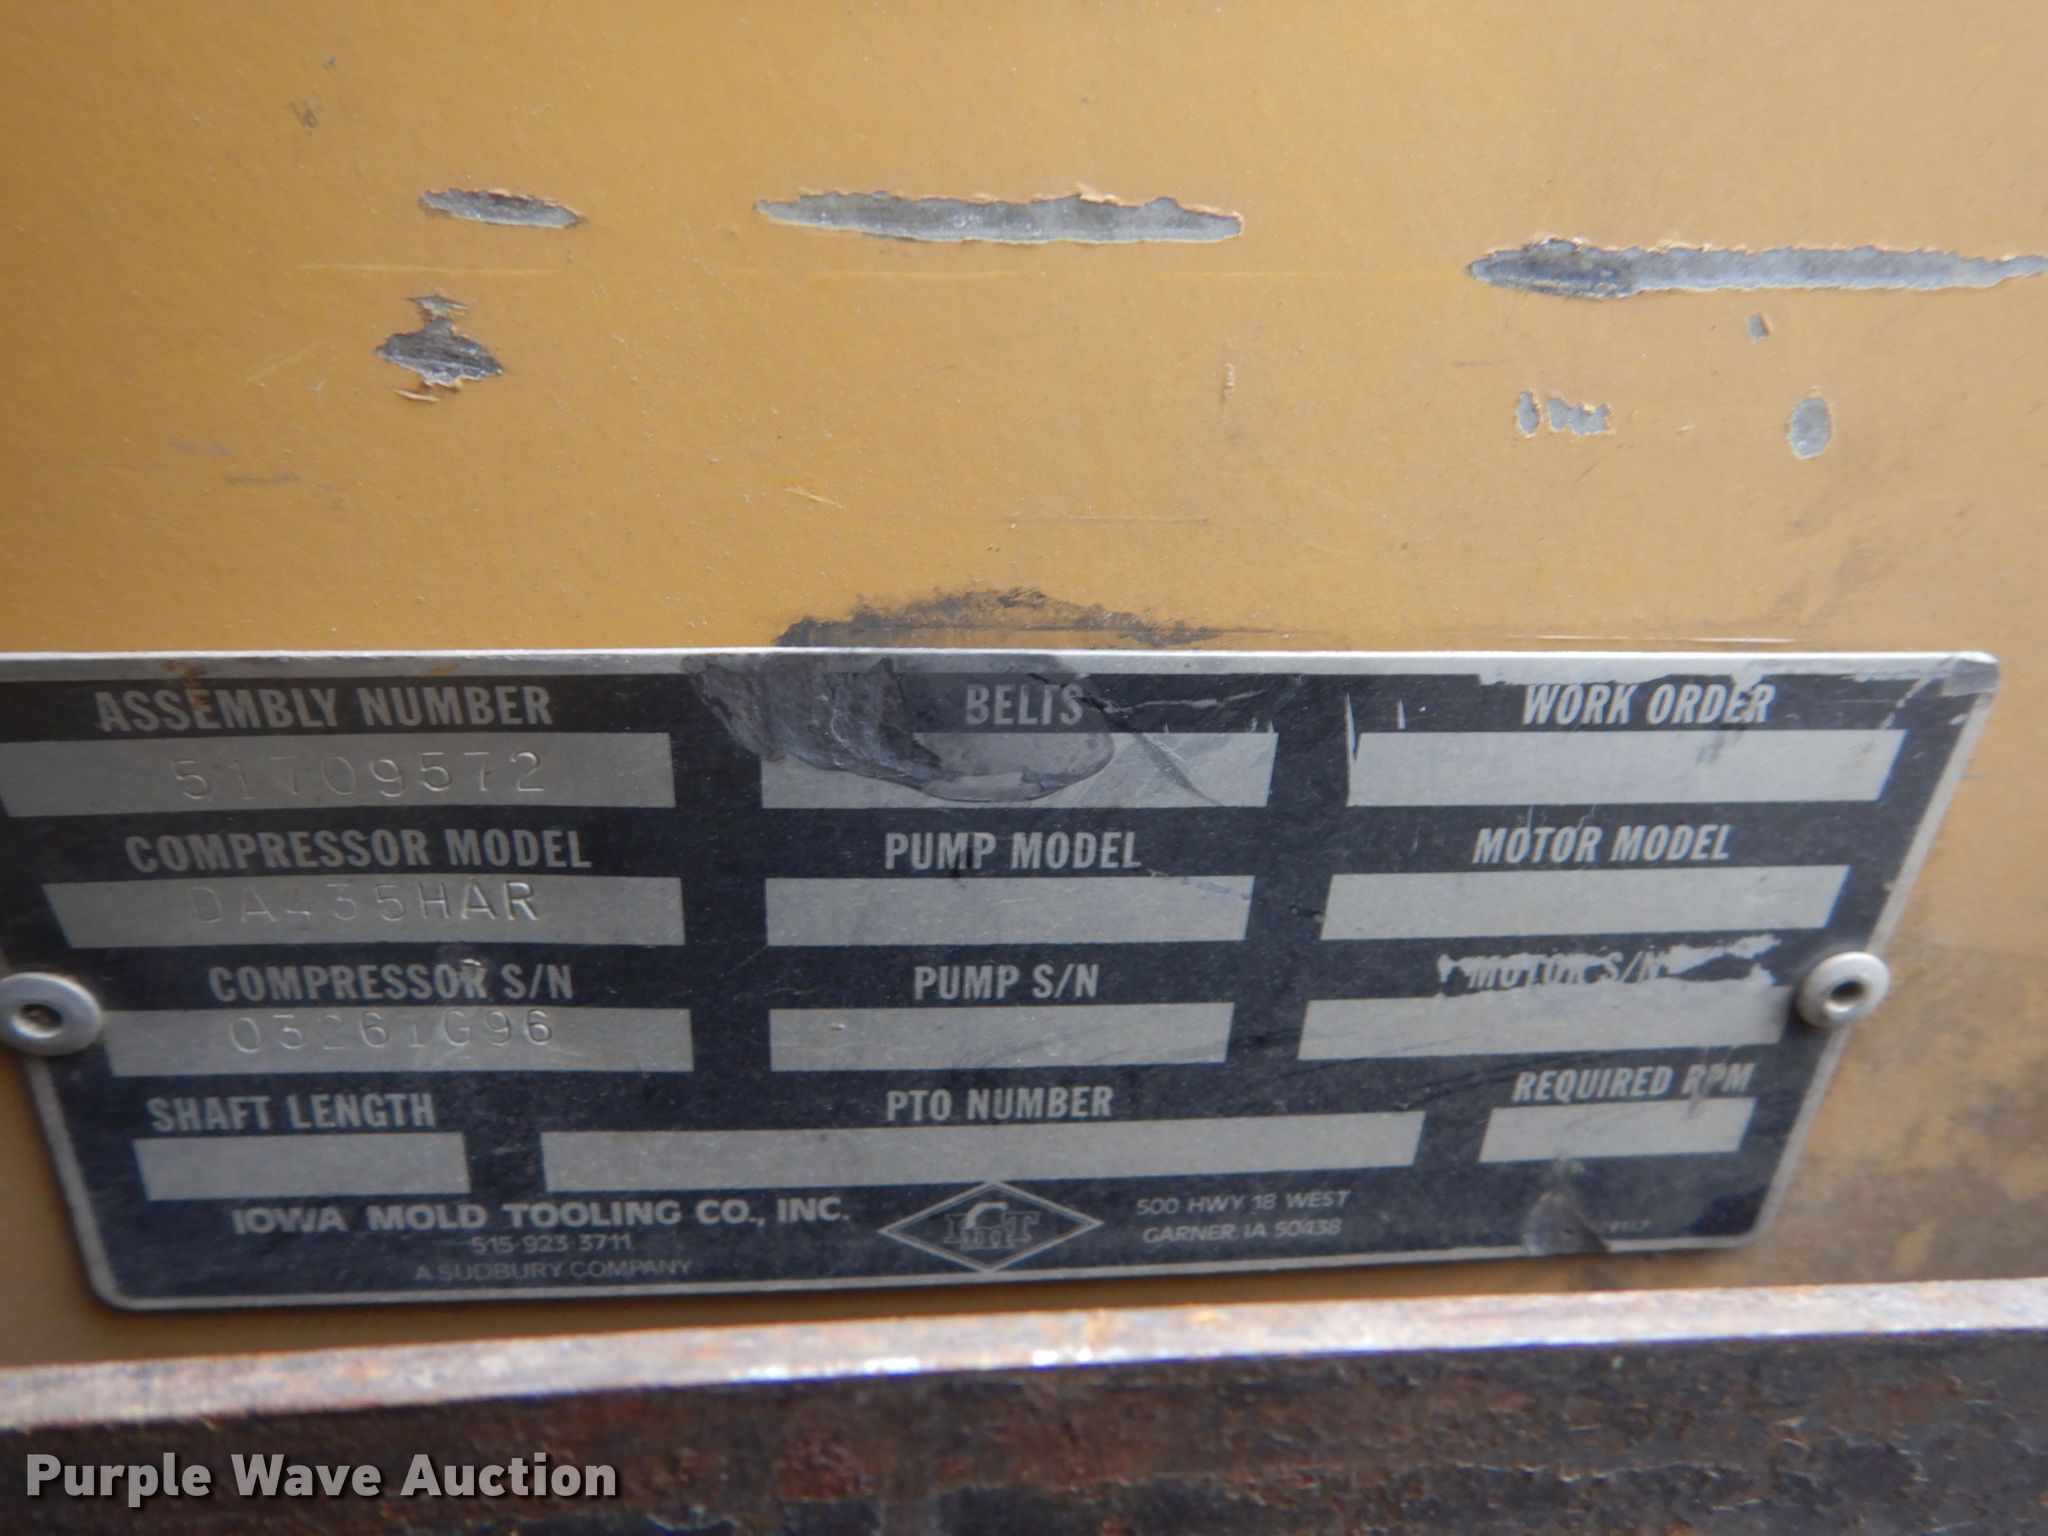 ASSEMBLY NUMBER BELTS WORK ORDER
51709572
COMPRESSOR MODEL PUMP MODEL MOTOR MODEL
DA435HAR
COMPRESSOR S/N PUMP S/N MOTOR S/N
03261G96
SHAFT LENGTH PTO NUMBER REQUIRED RPM
IOWA MOLD TOOLING CO., INC.
515-923-3711
A SUDBURY COMPANY
IMT
500 HWY 18 WEST
GARNER IA 50438
Purple Wave Auction